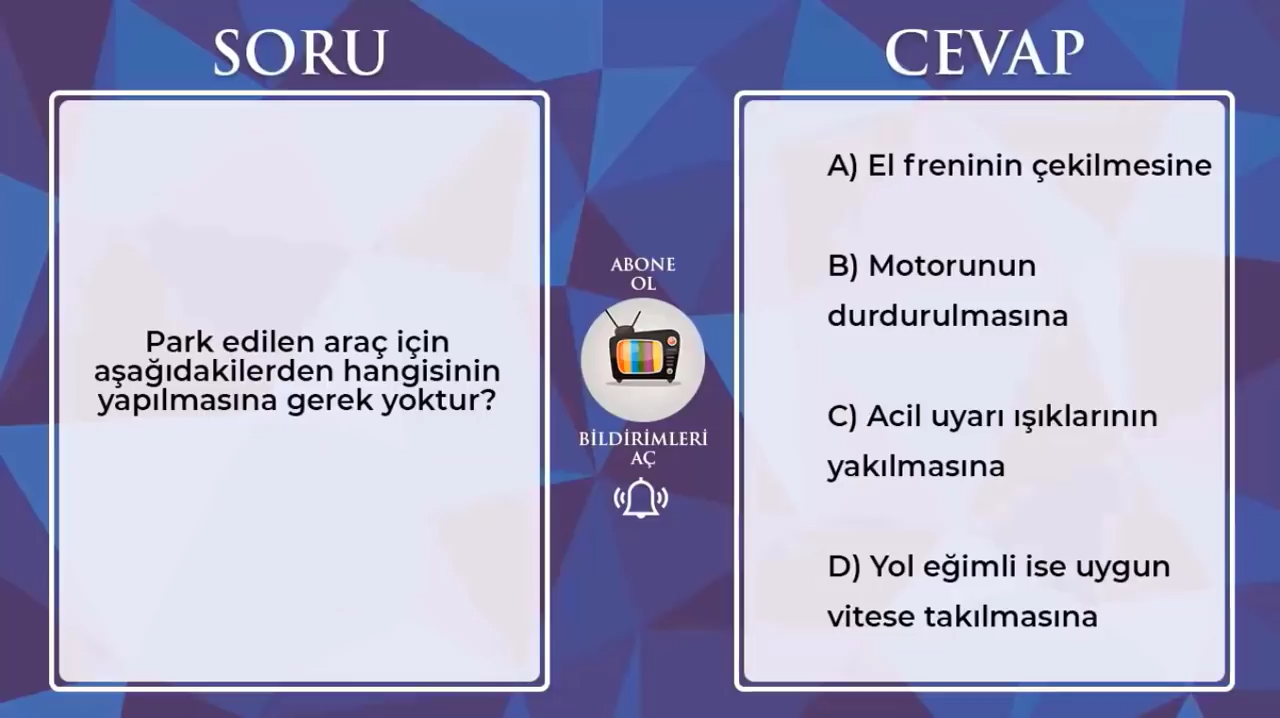 SORU
Park edilen araç için
aşağıdakilerden hangisinin
yapılmasına gerek yoktur?
ABONE
OL
BİLDİRİMLERİ
AÇ
CEVAP
A) El freninin çekilmesine
B) Motorunun
durdurulmasına
C) Acil uyarı ışıklarının
yakılmasına
D) Yol eğimli ise uygun
vitese takılmasına